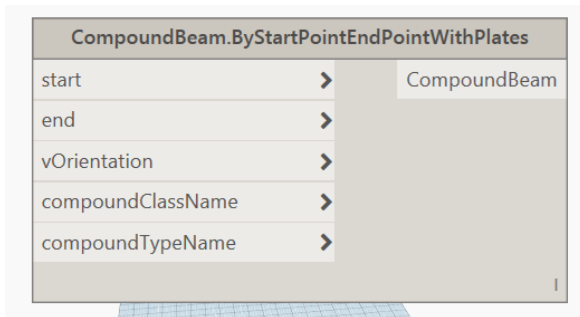 CompoundBeam.ByStartPointEndPointWithPlates
start > CompoundBeam
end >
vOrientation >
compoundClassName >
compoundTypeName >
I